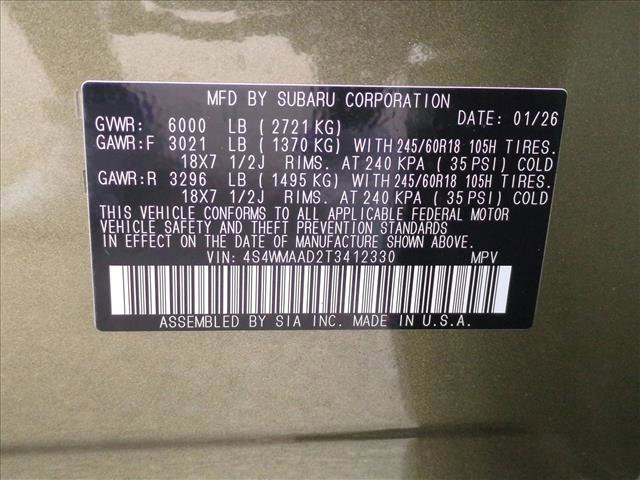 MFD BY SUBARU CORPORATION
DATE: 01/26
GVWR: 6000 LB (2721KG)
GAWR:F 3021 LB (1370 KG) WITH 245/60R18 105H TIRES.
18X7 1/2J RIMS. AT 240 KPA (35 PSI) COLD
GAWR:R 3296 LB (1495 KG) WITH 245/60R18 105H TIRES.
18X7 1/2J RIMS. AT 240 KPA (35 PSI) COLD
THIS VEHICLE CONFORMS TO ALL APPLICABLE FEDERAL MOTOR
VEHICLE SAFETY AND THEFT PREVENTION STANDARDS
IN EFFECT ON THE DATE OF MANUFACTURE SHOWN ABOVE.
VIN: 4S4WMAAD2T3412330 MPV
ASSEMBLED BY SIA INC. MADE IN U.S.A.